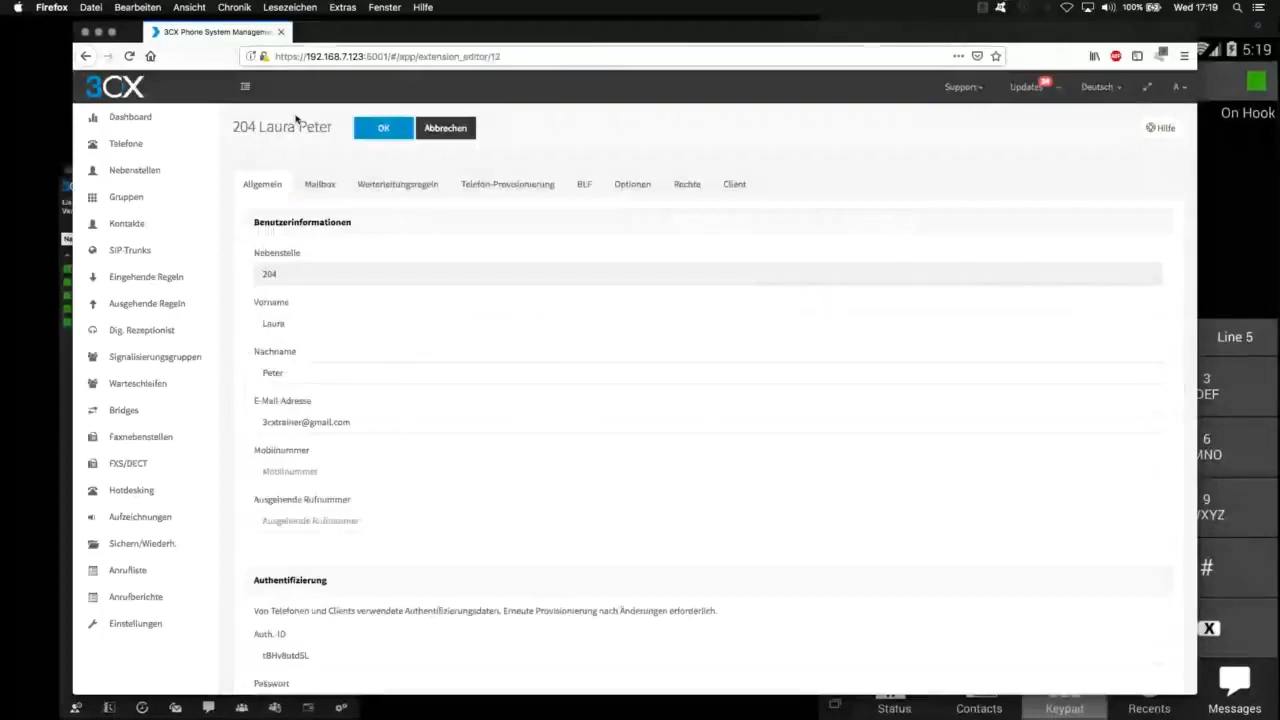 Firefox Datei Bearbeiten Ansicht Chronik Lesezeichen Extras Fenster Hilfe 100% Wed 17:19
3CX Phone System Manageme
https://192.168.7.123:5001/#/app/extension_editor/12
5:19
3CX
Support
Updates
Deutsch
A
On Hook
Dashboard
Telefone
Nebenstellen
Gruppen
Kontakte
SIP-Trunks
Eingehende Regeln
Ausgehende Regeln
Dig. Rezeptionist
Signalisierungsgruppen
Warteschleifen
Bridges
Faxnebenstellen
FXS/DECT
Hotdesking
Aufzeichnungen
Sichern/Wiederh.
Anrufliste
Anrufberichte
Einstellungen
204 Laura Peter
OK
Abbrechen
Hilfe
Allgemein Mailbox Weiterleitungsregeln Telefon-Provisionierung BLF Optionen Rechte Client
Benutzerinformationen
Nebenstelle
204
Vorname
Laura
Nachname
Peter
E-Mail-Adresse
3cxtrainer@gmail.com
Mobilnummer
Mobilnummer
Ausgehende Rufnummer
Ausgehende Rufnummer
Authentifizierung
Von Telefonen und Clients verwendete Authentifizierungsdaten. Erneute Provisionierung nach Änderungen erforderlich.
Auth.-ID
tBHv8utdSL
Passwort
Line 5
3
DEF
6
MNO
9
WXYZ
#
X
Status
Contacts
Keypad
Recents
Messages